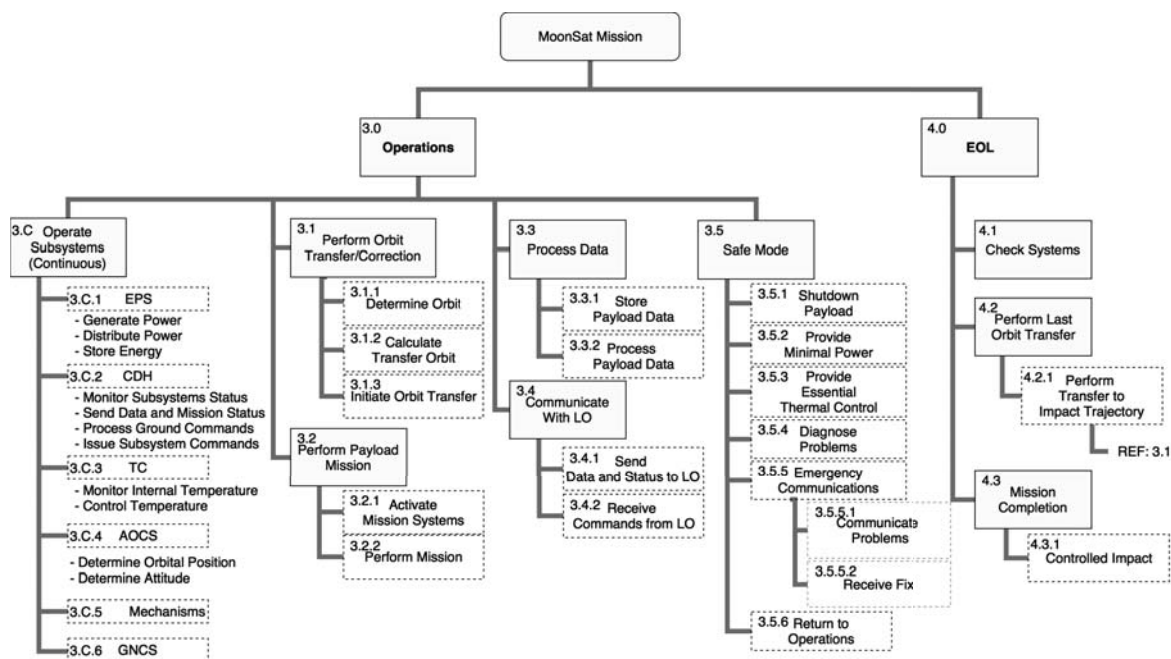 MoonSat Mission
3.0
Operations
4.0
EOL
3.C Operate
Subsystems
(Continuous)
3.C.1 EPS
- Generate Power
- Distribute Power
- Store Energy
3.C.2 CDH
- Monitor Subsystems Status
- Send Data and Mission Status
- Process Ground Commands
- Issue Subsystem Commands
3.C.3 TC
- Monitor Internal Temperature
- Control Temperature
3.C.4 AOCS
- Determine Orbital Position
- Determine Attitude
3.C.5 Mechanisms
3.C.6 GNCS
3.1
Perform Orbit
Transfer/Correction
3.1.1
Determine Orbit
3.1.2 Calculate
Transfer Orbit
3.1.3
Initiate Orbit Transfer
3.2
Perform Payload
Mission
3.2.1 Activate
Mission Systems
3.2.2
Perform Mission
3.3
Process Data
3.3.1 Store
Payload Data
3.3.2 Process
Payload Data
3.4
Communicate
With LO
3.4.1 Send
Data and Status to LO
3.4.2 Receive
Commands from LO
3.5
Safe Mode
3.5.1 Shutdown
Payload
3.5.2 Provide
Minimal Power
3.5.3 Provide
Essential
Thermal Control
3.5.4 Diagnose
Problems
3.5.5 Emergency
Communications
3.5.5.1
Communicate
Problems
3.5.5.2
Receive Fix
3.5.6 Return to
Operations
4.1
Check Systems
4.2
Perform Last
Orbit Transfer
4.2.1 Perform
Transfer to
Impact Trajectory
REF: 3.1
4.3
Mission
Completion
4.3.1
Controlled Impact